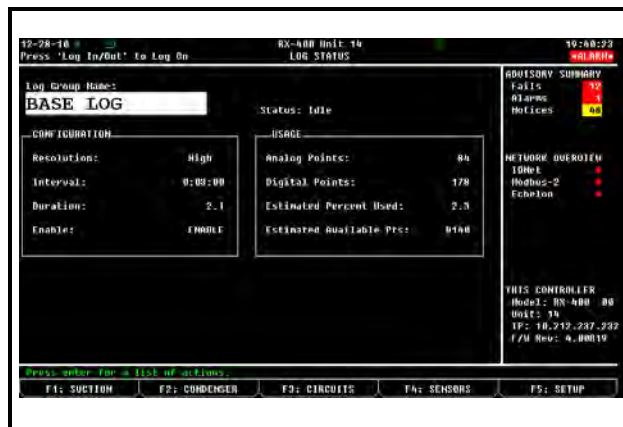 12-28-10
RX-400 Unit: 14
Press 'Log In/Out' to Log On
LOG STATUS
*ALARM*
Log Group Name:
BASE LOG
Status: Idle
CONFIGURATION
Resolution: High
Interval: 0:03:00
Duration: 2.1
Enable: ENABLE
USAGE
Analog Points: 84
Digital Points: 178
Estimated Percent Used: 2.3
Estimated Available Pts:
ADVISORY SUMMARY
Fails 12
Alarms 1
Notices
NETWORK OVERVIEW
IONet
Modbus-2
Echelon
THIS CONTROLLER
Model: RX-400
Unit: 14
IP: 10.212.237.232
F/W Rev: 4.00B19
Press enter for a list of actions.
F1: SUCTION F2: CONDENSER F3: CIRCUITS F4: SENSORS F5: SETUP